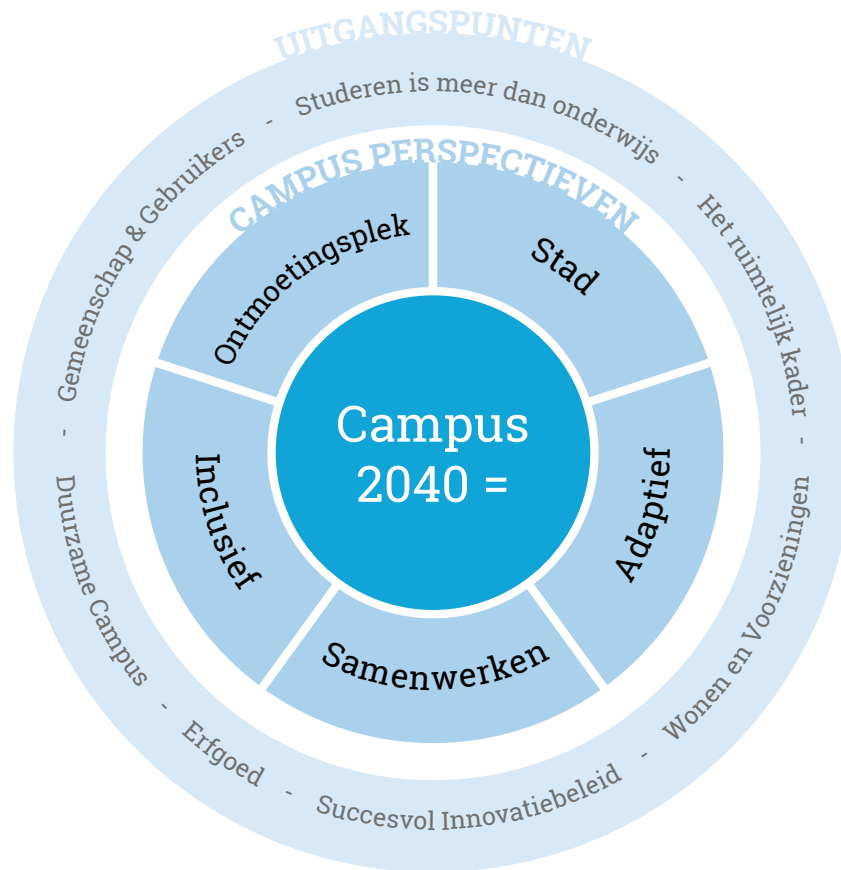 UITGANGSPUNTEN
Studeren is meer dan onderwijs - Het ruimtelijk kader - Wonen en Voorzieningen - Succesvol Innovatiebeleid - Erfgoed - Duurzame Campus - Gemeenschap & Gebruikers -
CAMPUS PERSPECTIEVEN
Stad
Adaptief
Samenwerken
Inclusief
Ontmoetingsplek
Campus
2040 =